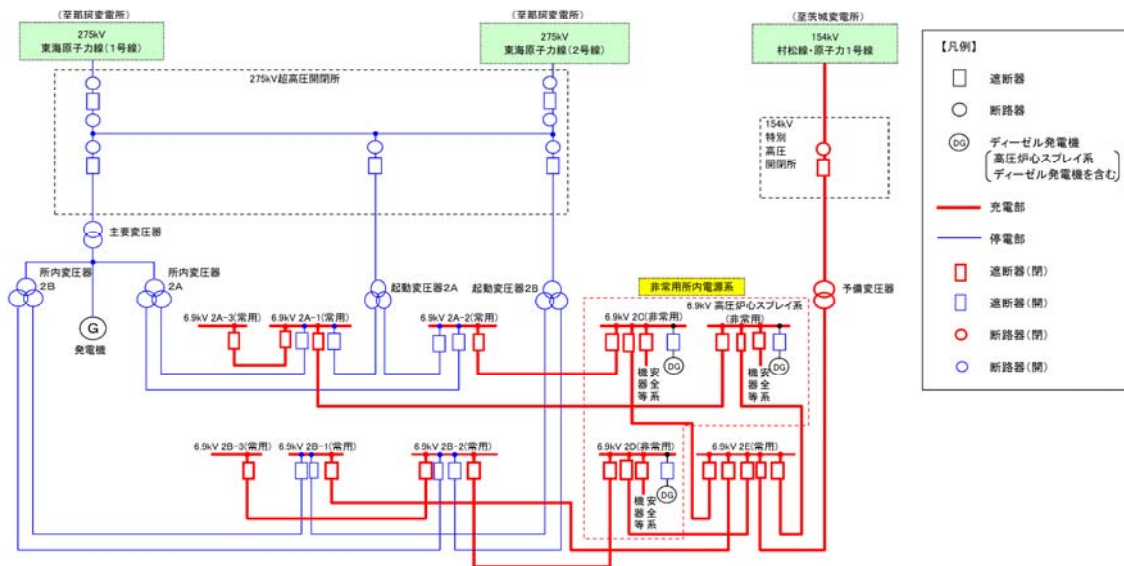 (至那珂変電所)
275kV
東海原子力線(1号線)
(至那珂変電所)
275kV
東海原子力線(2号線)
(至茨城変電所)
154kV
村松線・原子力1号線
275kV超高圧開閉所
154kV
特別
高圧
開閉所
主要変圧器
所内変圧器
2B
所内変圧器
2A
G
発電機
起動変圧器2A
起動変圧器2B
予備変圧器
非常用所内電源系
6.9kV 2A-3(常用)
6.9kV 2A-1(常用)
6.9kV 2A-2(常用)
6.9kV 2C(非常用)
6.9kV 高圧炉心スプレイ系
(非常用)
DG
安全系
機器等
DG
安全系
機器等
6.9kV 2B-3(常用)
6.9kV 2B-1(常用)
6.9kV 2B-2(常用)
6.9kV 2D(非常用)
6.9kV 2E(常用)
DG
安全系
機器等
【凡例】
遮断器
断路器
DG
ディーゼル発電機
高圧炉心スプレイ系
ディーゼル発電機を含む
充電部
停電部
遮断器(閉)
遮断器(開)
断路器(閉)
断路器(開)